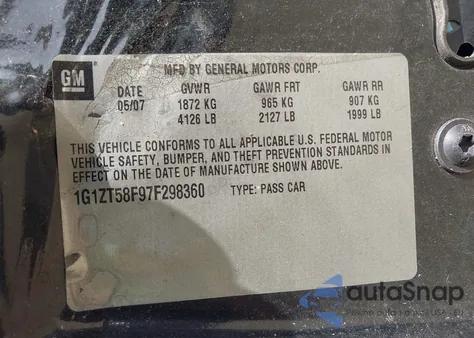 GM
MFD BY GENERAL MOTORS CORP.
DATE GVWR GAWR FRT GAWR RR
05/07 1872 KG 965 KG 907 KG
4126 LB 2127 LB 1999 LB
THIS VEHICLE CONFORMS TO ALL APPLICABLE U.S. FEDERAL MOTOR
VEHICLE SAFETY, BUMPER, AND THEFT PREVENTION STANDARDS IN
EFFECT ON THE DATE OF MANUFACTURE SHOWN ABOVE.
1G1ZT58F97F298360 TYPE: PASS CAR
autoSnap